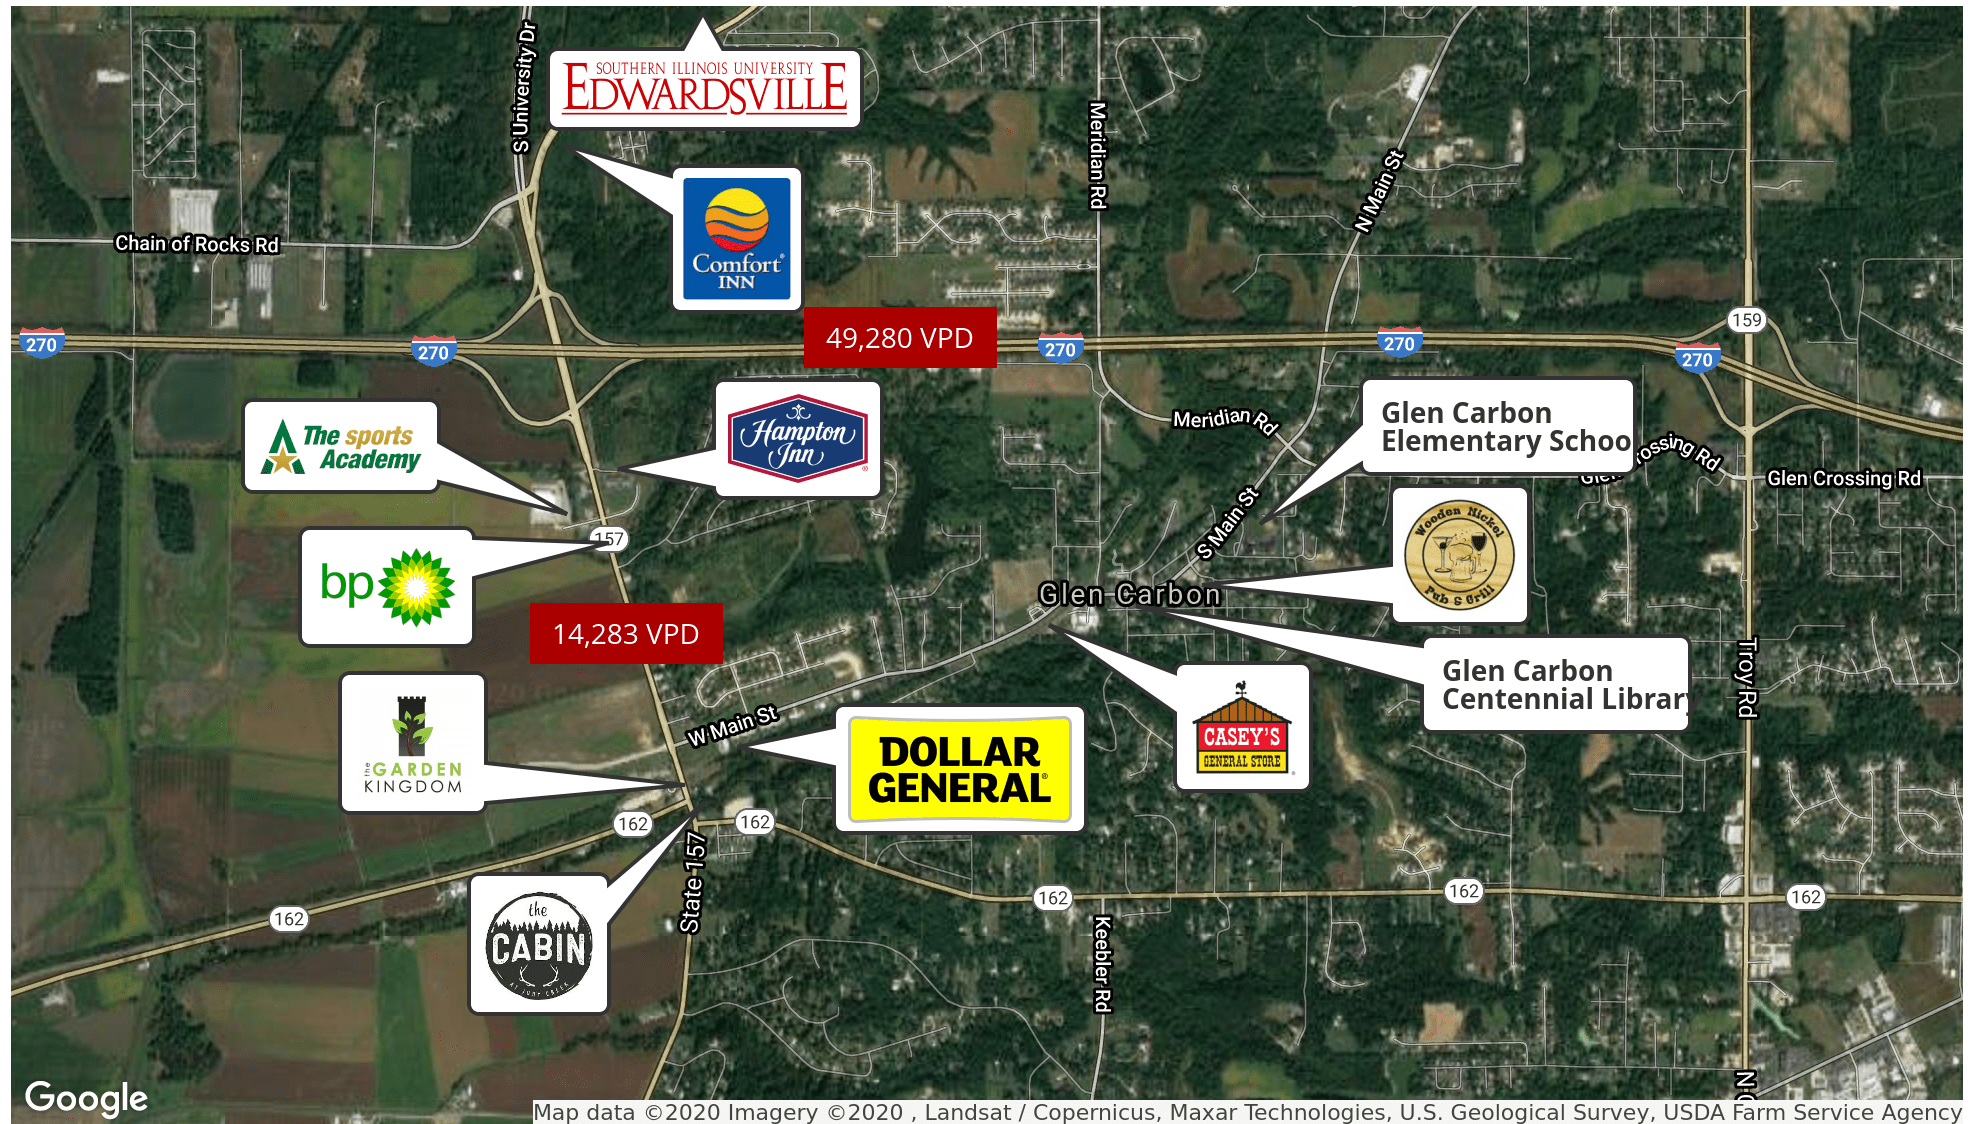 S University Dr
SOUTHERN ILLINOIS UNIVERSITY
EDWARDSVILLE
Meridian Rd
N Main St
Comfort
INN
Chain of Rocks Rd
159
49,280 VPD
270
270
270
270
270
The sports
Academy
Hampton
Inn
®
Meridian Rd
Glen Carbon
Elementary Schoo
rossing Rd
Glen Crossing Rd
S Main St
157
bp
Wooden Nickel
Pub & Grill
Glen Carbon
14,283 VPD
Glen Carbon
Centennial Library
Troy Rd
W Main St
DOLLAR
GENERAL®
CASEY'S
GENERAL STORE
the GARDEN
KINGDOM
162
162
State 157
162
162
162
162
the
CABIN
AT JUDY CREEK
Keebler Rd
Google
Map data ©2020 Imagery ©2020 , Landsat / Copernicus, Maxar Technologies, U.S. Geological Survey, USDA Farm Service Agency